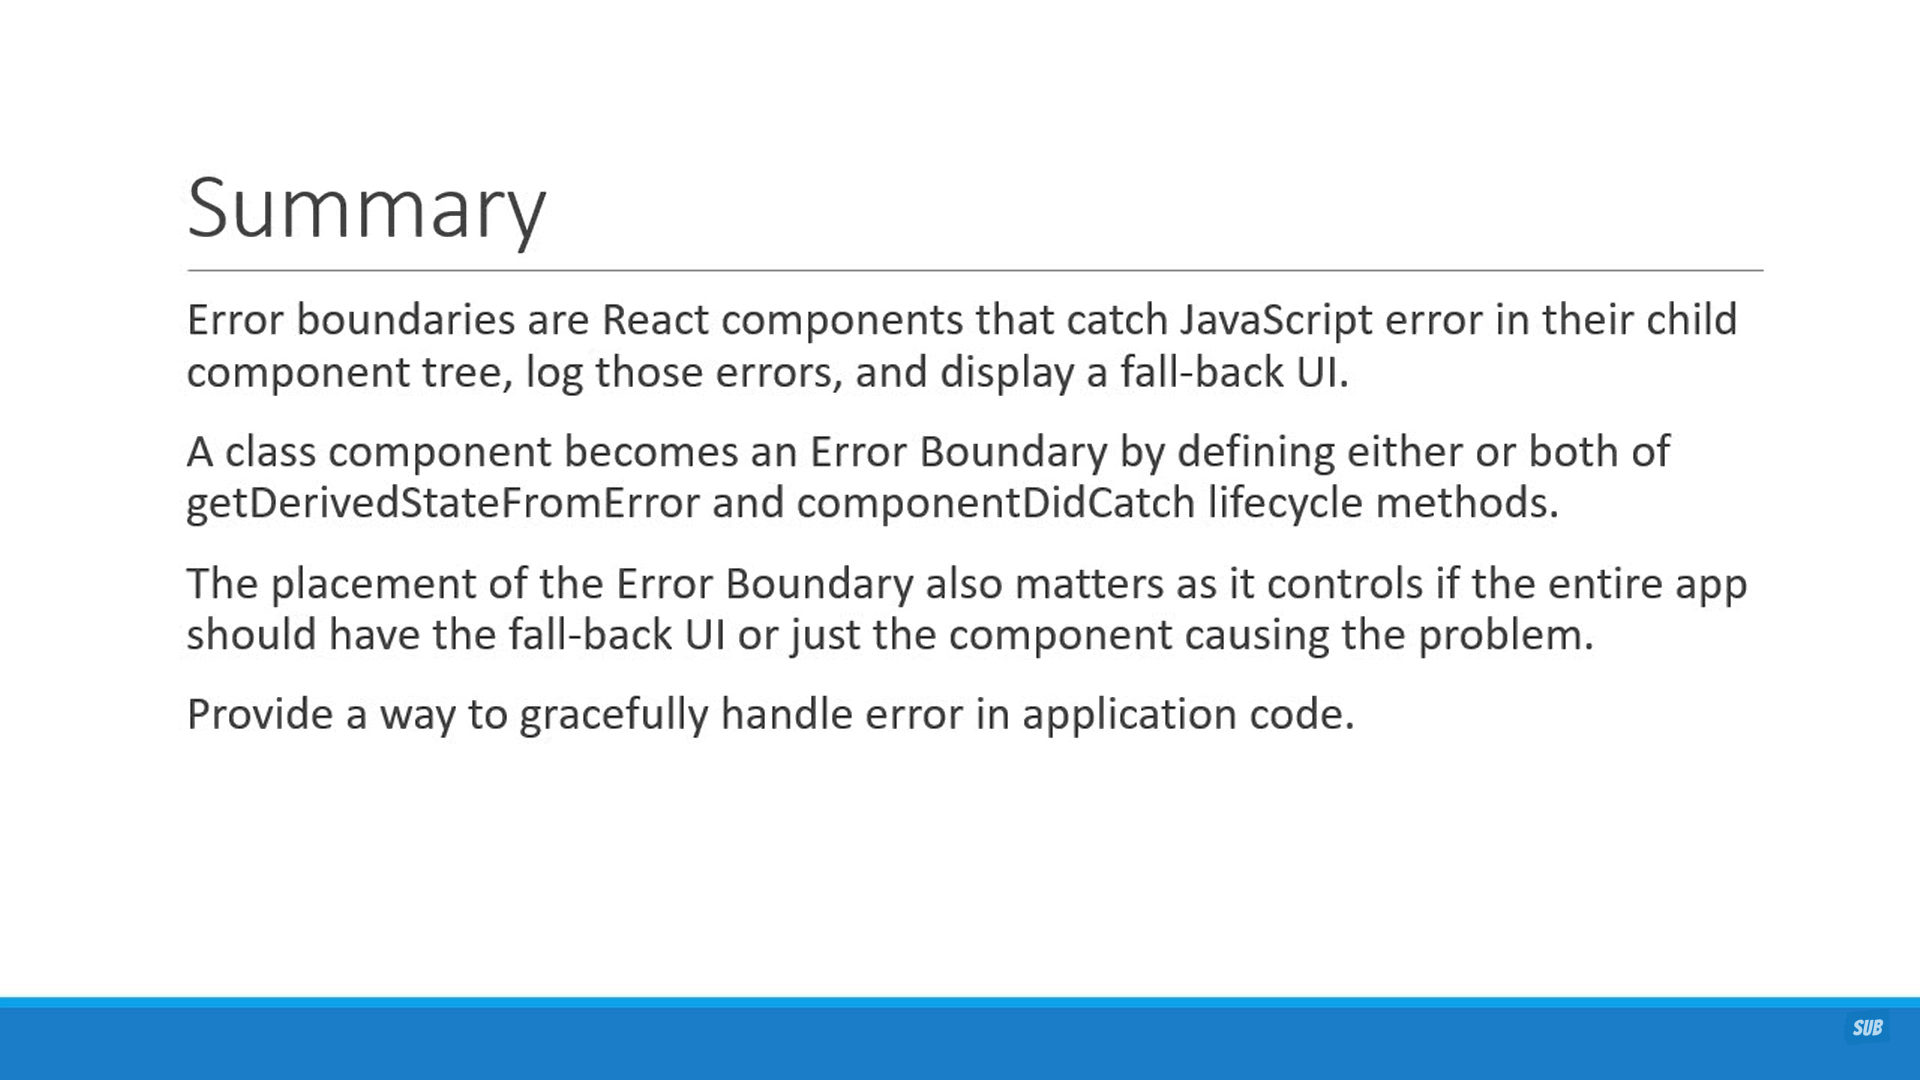 Summary
Error boundaries are React components that catch JavaScript error in their child
component tree, log those errors, and display a fall-back UI.
A class component becomes an Error Boundary by defining either or both of
getDerivedStateFromError and componentDidCatch lifecycle methods.
The placement of the Error Boundary also matters as it controls if the entire app
should have the fall-back UI or just the component causing the problem.
Provide a way to gracefully handle error in application code.
SUB